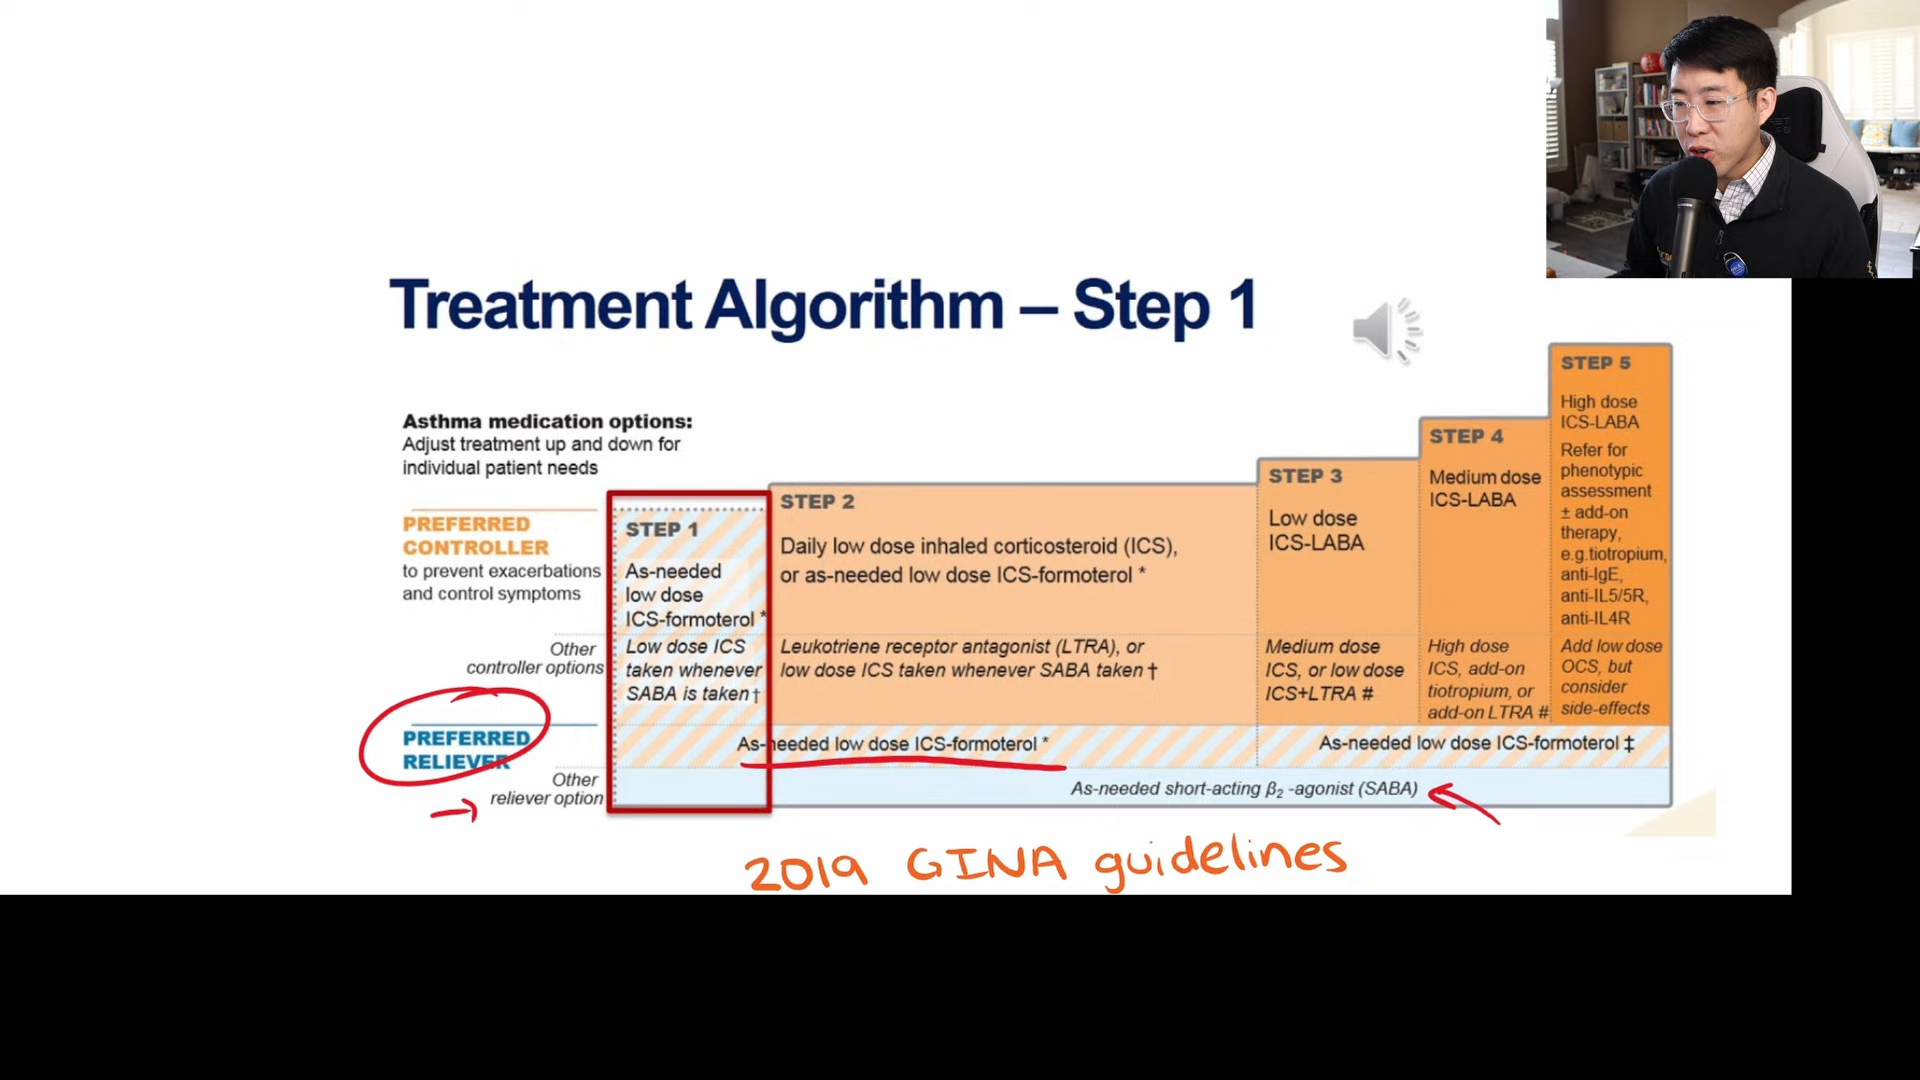 Treatment Algorithm – Step 1
Asthma medication options:
Adjust treatment up and down for
individual patient needs
PREFERRED
CONTROLLER
to prevent exacerbations
and control symptoms
Other
controller options
PREFERRED
RELIEVER
Other
reliever option
STEP 1
As-needed
low dose
ICS-formoterol *
Low dose ICS
taken whenever
SABA is taken †
STEP 2
Daily low dose inhaled corticosteroid (ICS),
or as-needed low dose ICS-formoterol *
Leukotriene receptor antagonist (LTRA), or
low dose ICS taken whenever SABA taken †
STEP 3
Low dose
ICS-LABA
Medium dose
ICS, or low dose
ICS+LTRA #
STEP 4
Medium dose
ICS-LABA
High dose
ICS, add-on
tiotropium, or
add-on LTRA #
STEP 5
High dose
ICS-LABA
Refer for
phenotypic
assessment
± add-on
therapy,
e.g.tiotropium,
anti-IgE,
anti-IL5/5R,
anti-IL4R
Add low dose
OCS, but
consider
side-effects
As-needed low dose ICS-formoterol *
As-needed low dose ICS-formoterol ‡
As-needed short-acting β₂ -agonist (SABA)
2019 GINA guidelines